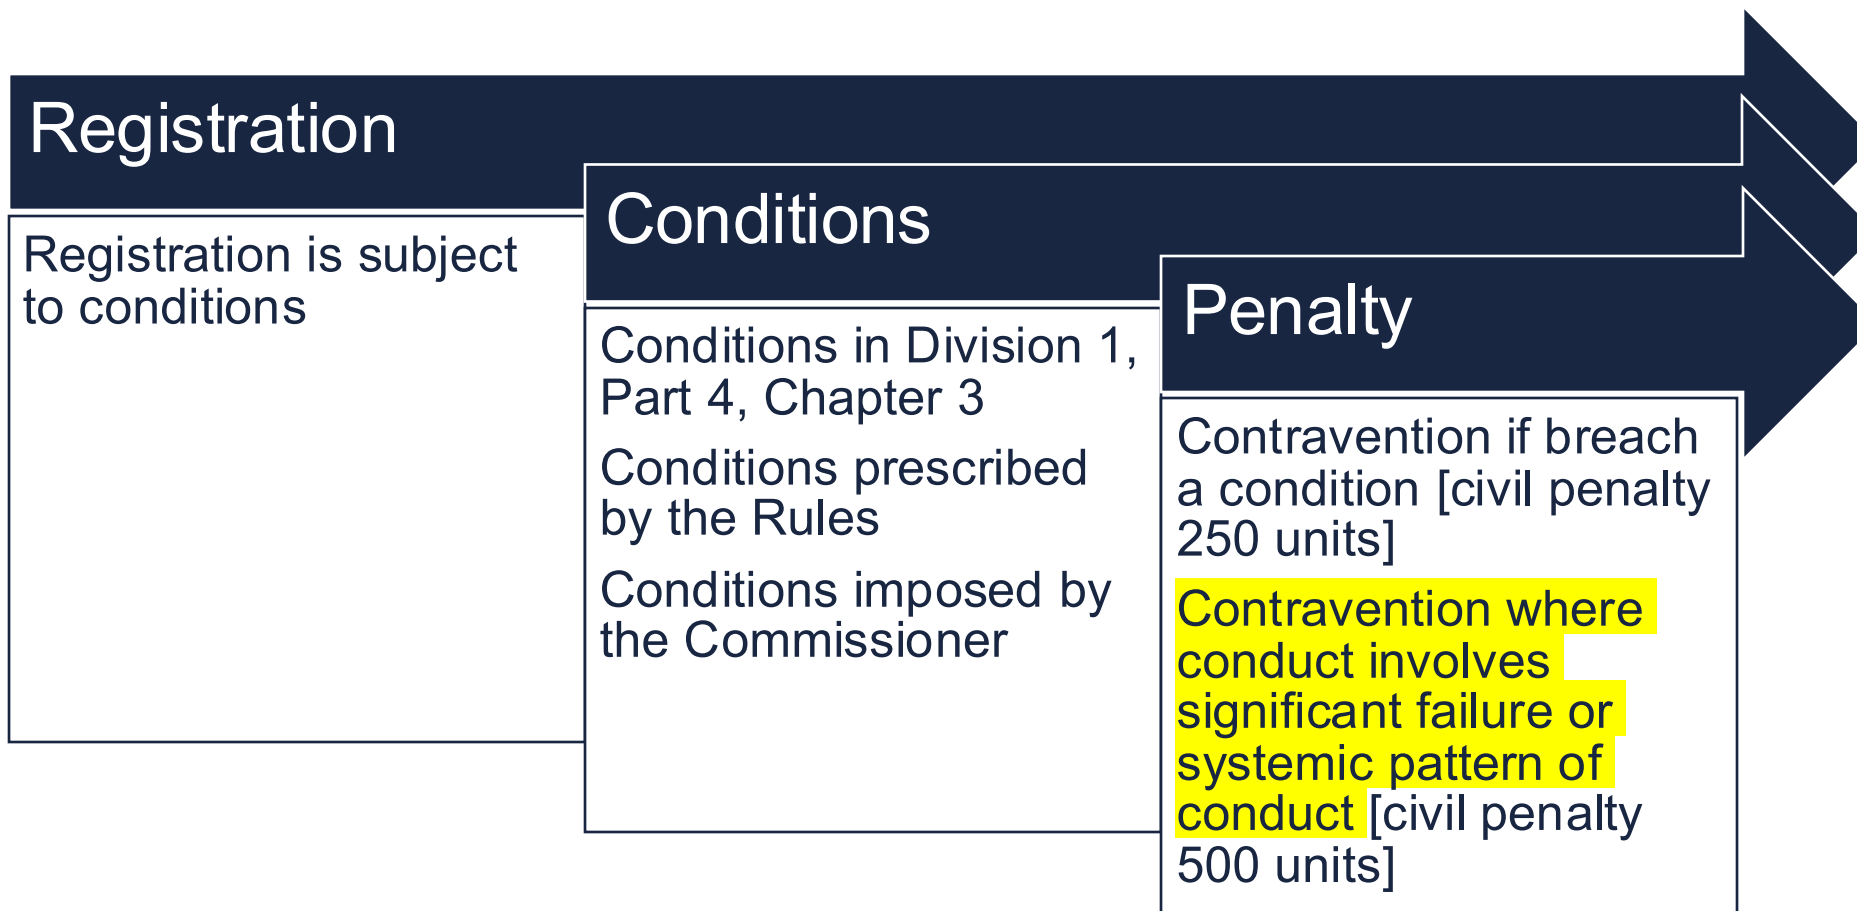 Registration
Registration is subject
to conditions
Conditions
Conditions in Division 1,
Part 4, Chapter 3
Conditions prescribed
by the Rules
Conditions imposed by
the Commissioner
Penalty
Contravention if breach
a condition [civil penalty
250 units]
Contravention where
conduct involves
significant failure or
systemic pattern of
conduct [civil penalty
500 units]